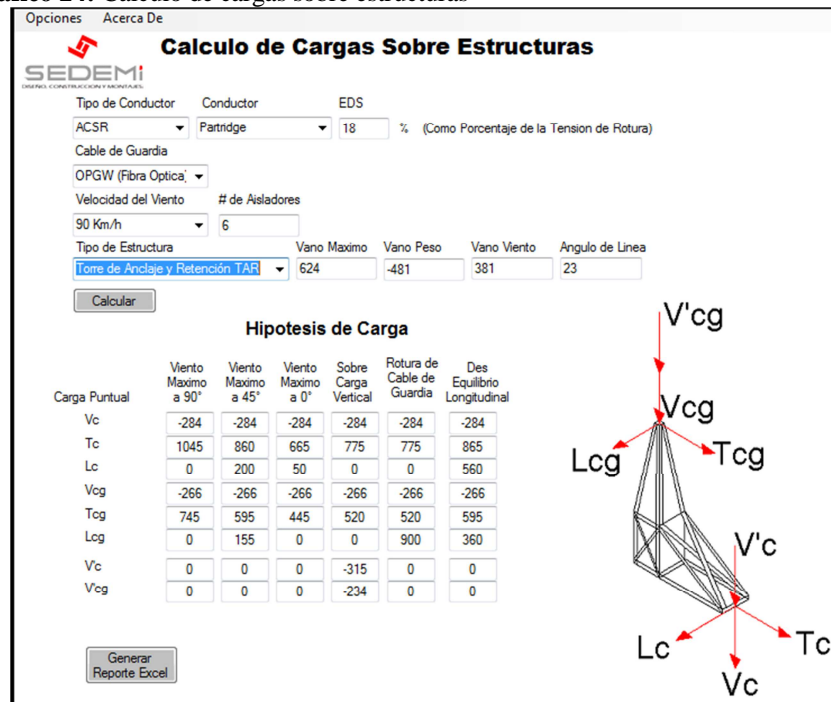 Opciones Acerca De
SEDEMi
Calculo de Cargas Sobre Estructuras
Tipo de Conductor Conductor EDS
ACSR Partridge 18 % (Como Porcentaje de la Tension de Rotura)
Cable de Guardia
OPGW (Fibra Optica)
Velocidad del Viento # de Aisladores
90 Km/h 6
Tipo de Estructura Vano Maximo Vano Peso Vano Viento Angulo de Linea
Torre de Anclaje y Retención TAR 624 -481 381 23
Calcular
Hipotesis de Carga
Carga Puntual
Viento Maximo a 90°
Viento Maximo a 45°
Viento Maximo a 0°
Sobre Carga Vertical
Rotura de Cable de Guardia
Des Equilibrio Longitudinal
Vc -284 -284 -284 -284 -284 -284
Tc 1045 860 665 775 775 865
Lc 0 200 50 0 0 560
Vcg -266 -266 -266 -266 -266 -266
Tcg 745 595 445 520 520 595
Lcg 0 155 0 0 900 360
V'c 0 0 0 -315 0 0
V'cg 0 0 0 -234 0 0
Generar
Reporte Excel
V'cg
Vcg
Lcg
Tcg
V'c
Lc
Tc
Vc